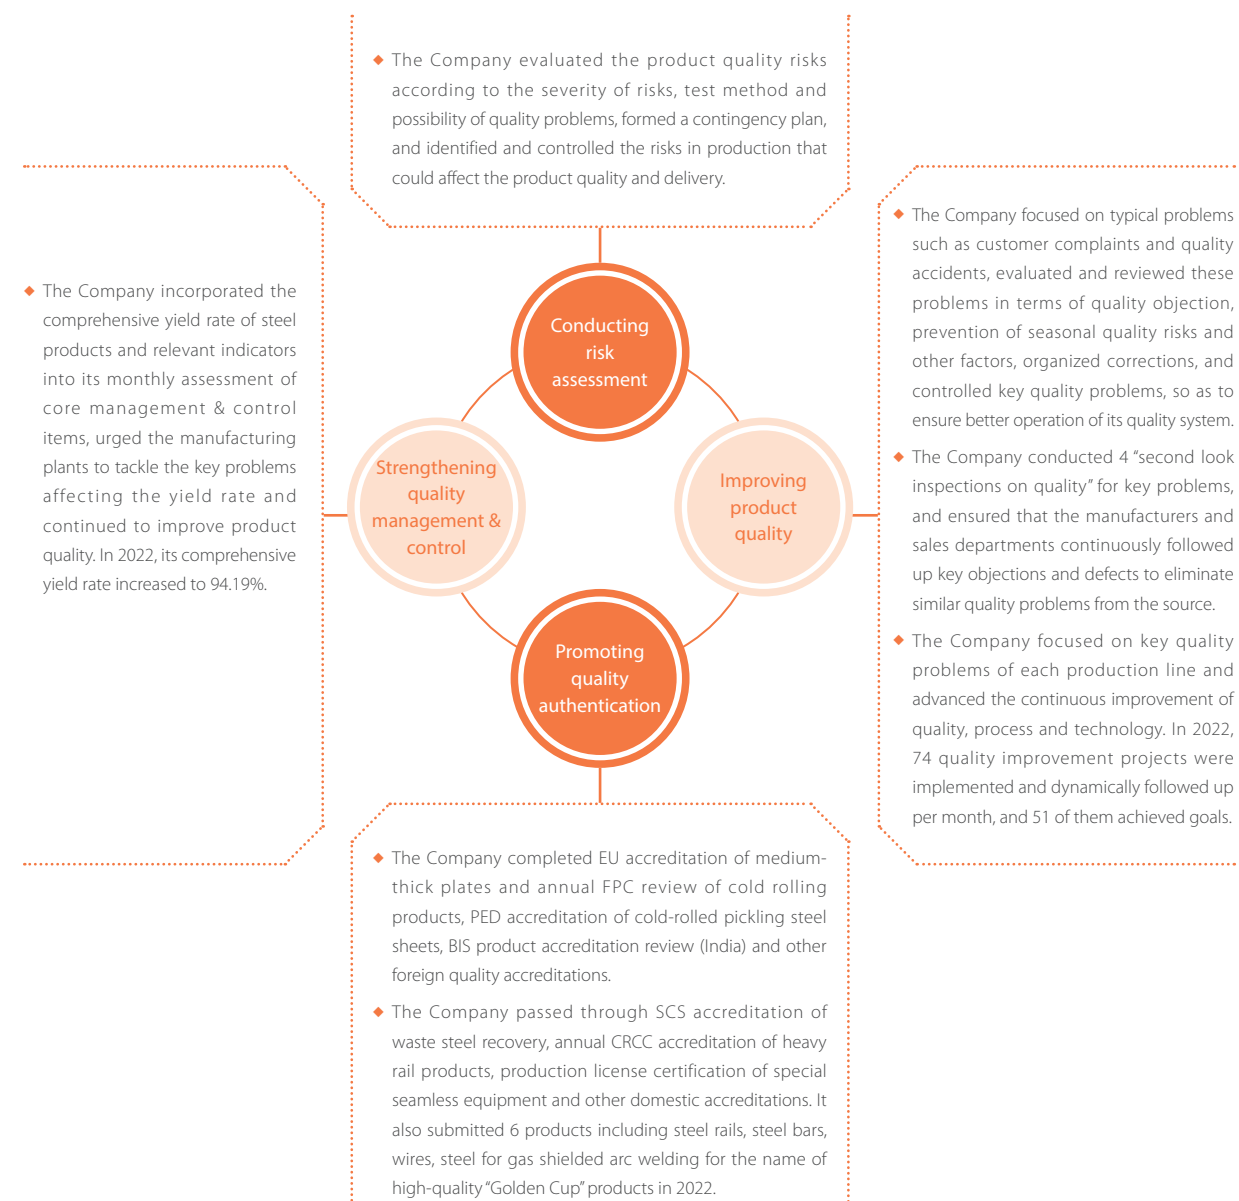 ◆ The Company evaluated the product quality risks
according to the severity of risks, test method and
possibility of quality problems, formed a contingency plan,
and identified and controlled the risks in production that
could affect the product quality and delivery.
◆ The Company incorporated the
comprehensive yield rate of steel
products and relevant indicators
into its monthly assessment of
core management & control
items, urged the manufacturing
plants to tackle the key problems
affecting the yield rate and
continued to improve product
quality. In 2022, its comprehensive
yield rate increased to 94.19%.
Conducting
risk
assessment
Strengthening
quality
management &
control
Improving
product
quality
Promoting
quality
authentication
◆ The Company focused on typical problems
such as customer complaints and quality
accidents, evaluated and reviewed these
problems in terms of quality objection,
prevention of seasonal quality risks and
other factors, organized corrections, and
controlled key quality problems, so as to
ensure better operation of its quality system.
◆ The Company conducted 4 “second look
inspections on quality” for key problems,
and ensured that the manufacturers and
sales departments continuously followed
up key objections and defects to eliminate
similar quality problems from the source.
◆ The Company focused on key quality
problems of each production line and
advanced the continuous improvement of
quality, process and technology. In 2022,
74 quality improvement projects were
implemented and dynamically followed up
per month, and 51 of them achieved goals.
◆ The Company completed EU accreditation of medium-
thick plates and annual FPC review of cold rolling
products, PED accreditation of cold-rolled pickling steel
sheets, BIS product accreditation review (India) and other
foreign quality accreditations.
◆ The Company passed through SCS accreditation of
waste steel recovery, annual CRCC accreditation of heavy
rail products, production license certification of special
seamless equipment and other domestic accreditations. It
also submitted 6 products including steel rails, steel bars,
wires, steel for gas shielded arc welding for the name of
high-quality “Golden Cup” products in 2022.